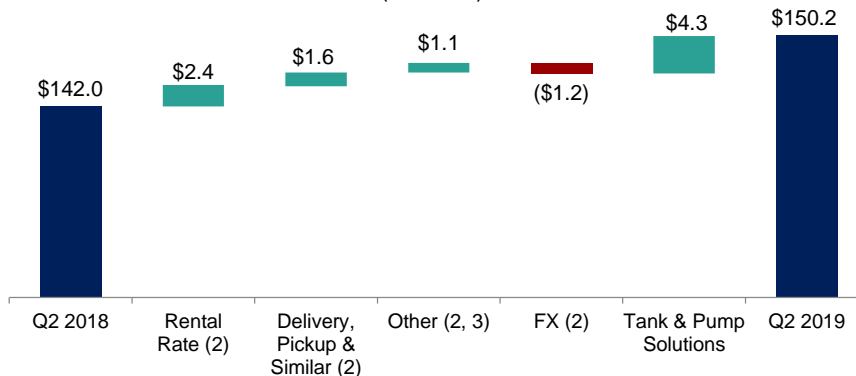 $142.0
$2.4
$1.6
$1.1
($1.2)
$4.3
$150.2
Q2 2018
Rental
Rate (2)
Delivery,
Pickup &
Similar (2)
Other (2, 3)
FX (2)
Tank & Pump
Solutions
Q2 2019